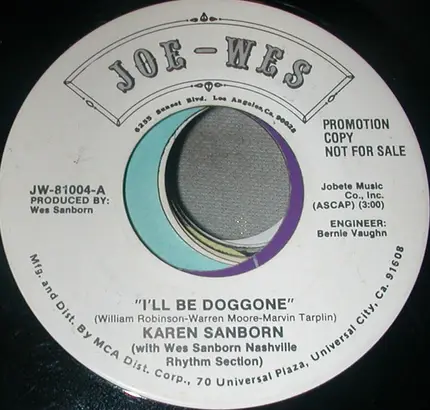 JOE-WES
6255 Sunset Blvd. Los Angeles, Ca. 90028
PROMOTION
COPY
NOT FOR SALE
JW-81004-A
PRODUCED BY:
Wes Sanborn
Jobete Music
Co., Inc.
(ASCAP) (3:00)
ENGINEER:
Bernie Vaughn
"I'LL BE DOGGONE"
(William Robinson-Warren Moore-Marvin Tarplin)
KAREN SANBORN
(with Wes Sanborn Nashville
Rhythm Section)
Mfg. and Dist. By MCA Dist. Corp., 70 Universal Plaza, Universal City, Ca. 91608